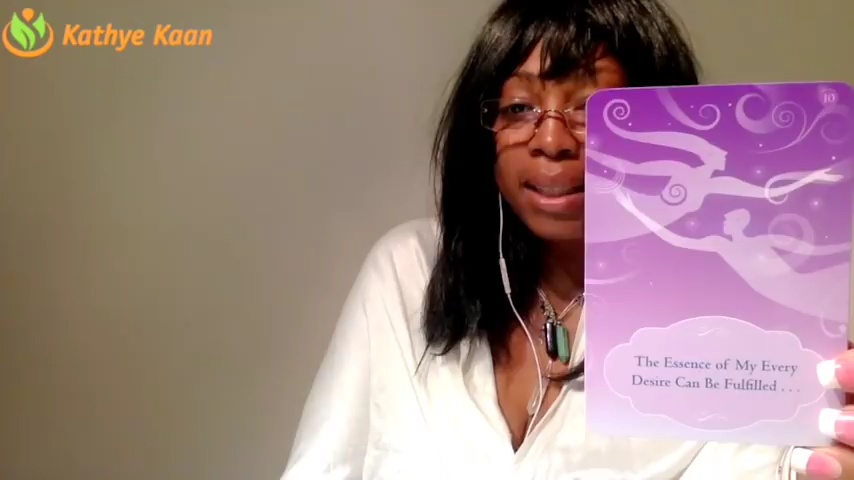 Kathye Kaan
10
The Essence of My Every
Desire Can Be Fulfilled . . .